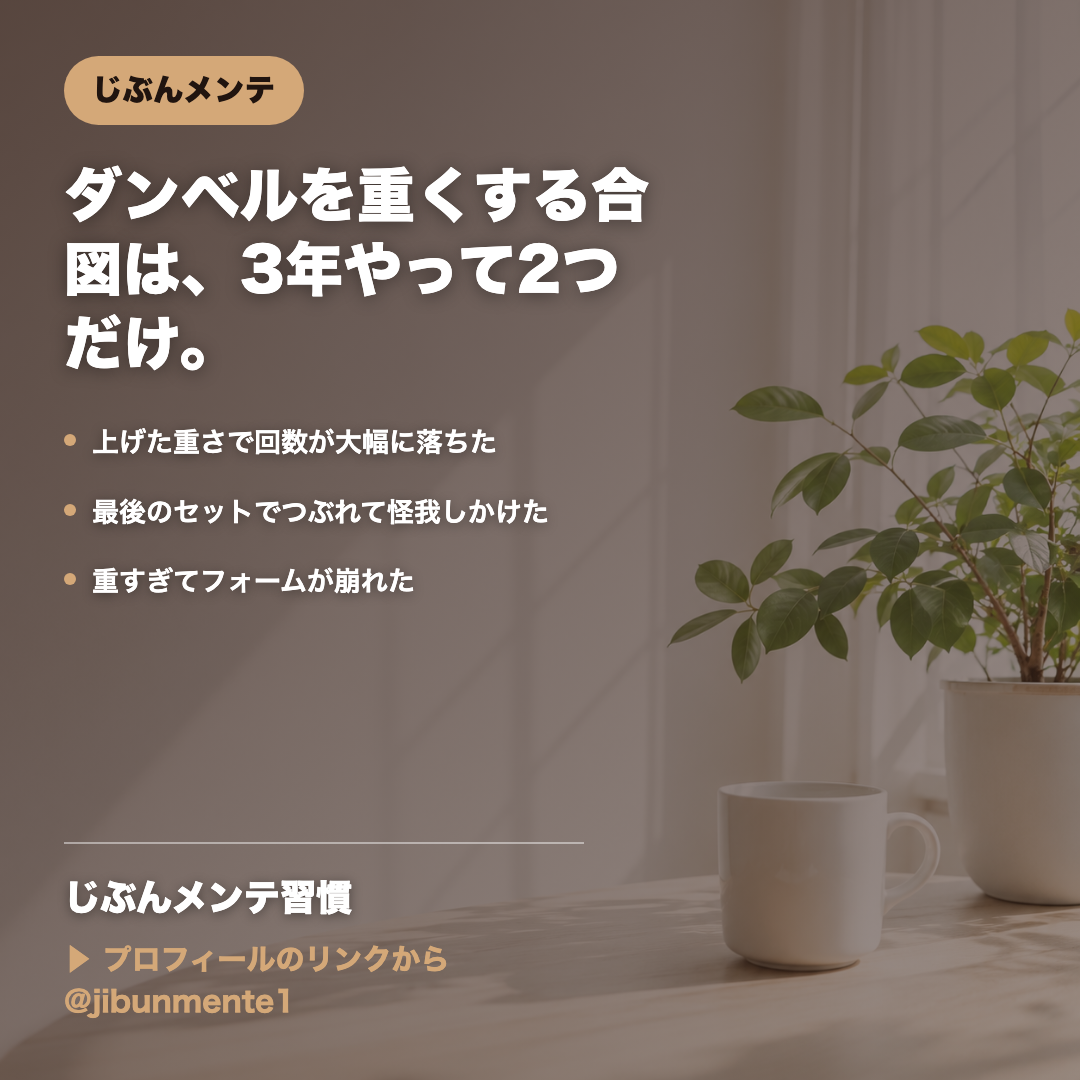 じぶんメンテ
ダンベルを重くする合
図は、3年やって2つ
だけ。
• 上げた重さで回数が大幅に落ちた
• 最後のセットでつぶれて怪我しかけた
• 重すぎてフォームが崩れた
じぶんメンテ習慣
▶ プロフィールのリンクから
@jibunmente1